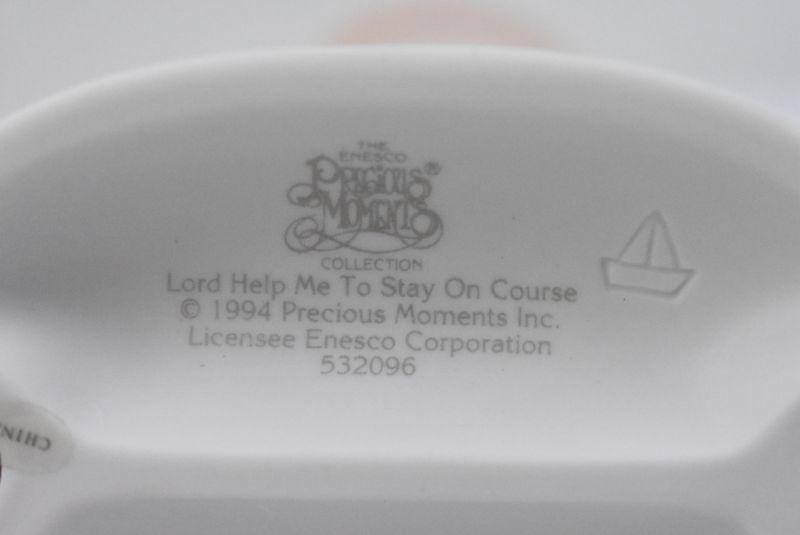 THE
ENESCO
PRECIOUS®
MOMENTS
COLLECTION
Lord Help Me To Stay On Course
© 1994 Precious Moments Inc.
Licensee Enesco Corporation
532096
CHIN